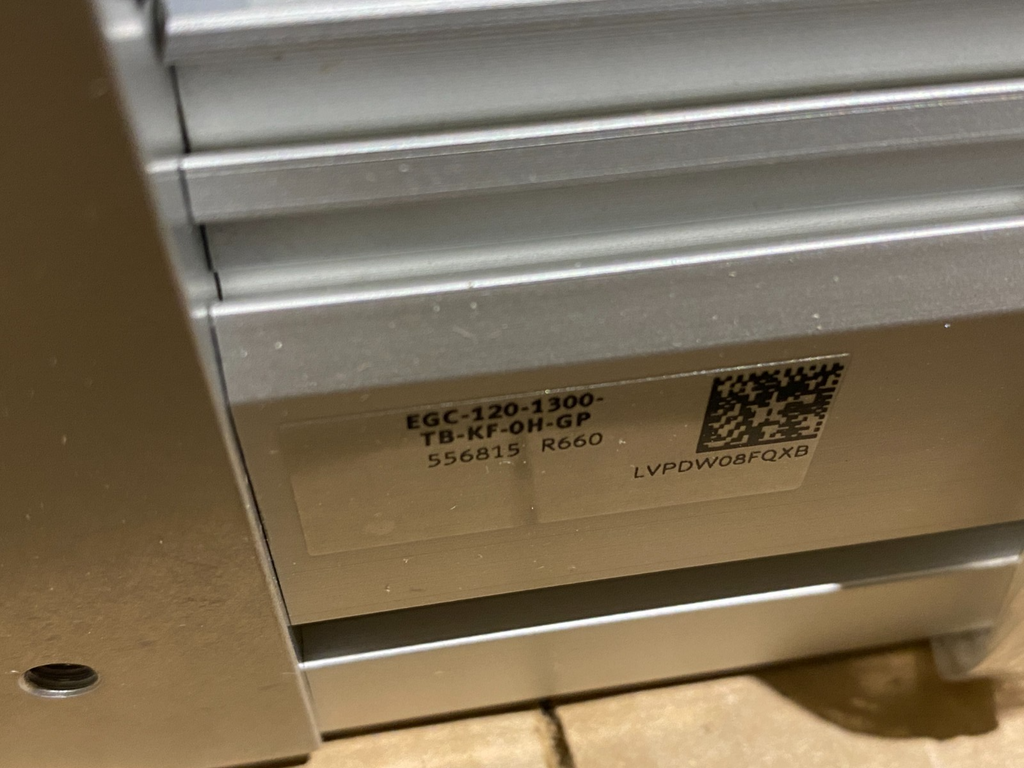 EGC-120-1300-
TB-KF-0H-GP
556815 R660
LVPDW08FQXB